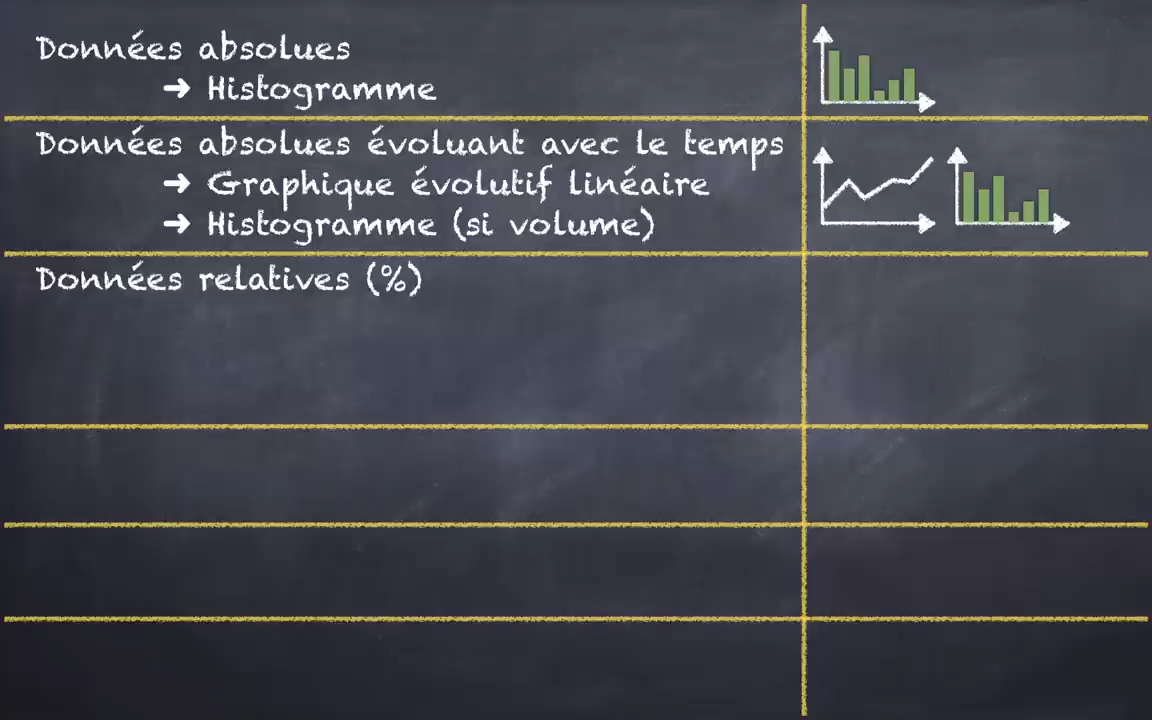 Données absolues
➜ Histogramme
Données absolues évoluant avec le temps
➜ Graphique évolutif linéaire
➜ Histogramme (si volume)
Données relatives (%)